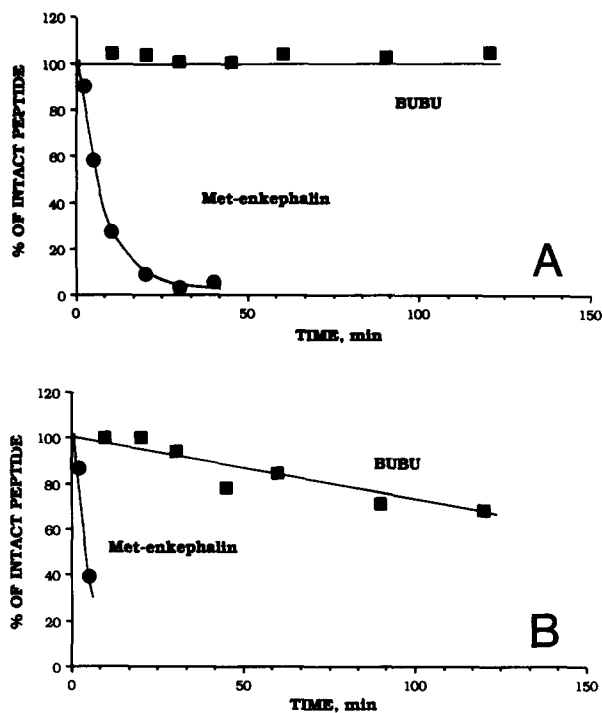 120
100
80
60
40
20
0
% OF INTACT PEPTIDE
BUBU
Met-enkephalin
A
0
50
100
150
TIME, min
120
100
80
60
40
20
0
% OF INTACT PEPTIDE
BUBU
Met-enkephalin
B
0
50
100
150
TIME, min